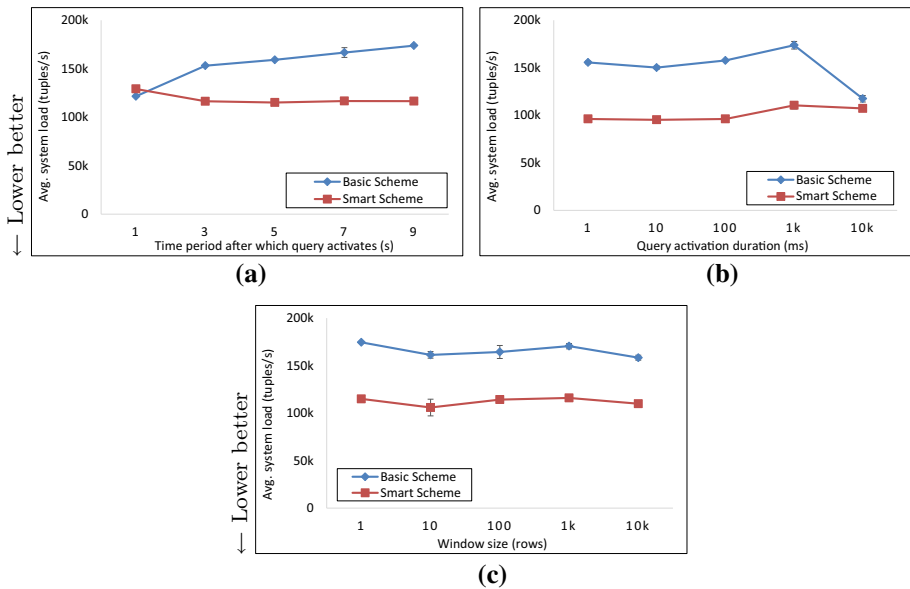 200k
150k
100k
50k
0
Avg. system load (tuples/s)
← Lower better
Basic Scheme
Smart Scheme
1 3 5 7 9
Time period after which query activates (s)
(a)
200k
150k
100k
50k
0
Avg. system load (tuples/s)
Basic Scheme
Smart Scheme
1 10 100 1k 10k
Query activation duration (ms)
(b)
200k
150k
100k
50k
0
Avg. system load (tuples/s)
← Lower better
Basic Scheme
Smart Scheme
1 10 100 1k 10k
Window size (rows)
(c)